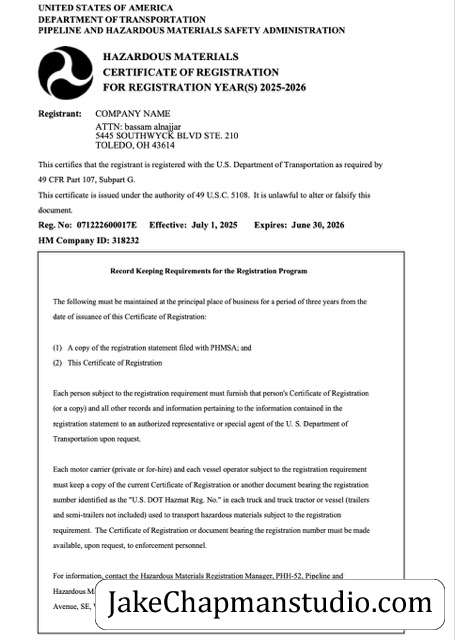 UNITED STATES OF AMERICA
DEPARTMENT OF TRANSPORTATION
PIPELINE AND HAZARDOUS MATERIALS SAFETY ADMINISTRATION
HAZARDOUS MATERIALS
CERTIFICATE OF REGISTRATION
FOR REGISTRATION YEAR(S) 2025-2026
Registrant: COMPANY NAME
ATTN: bassam alnajjar
5445 SOUTHWYCK BLVD STE. 210
TOLEDO, OH 43614
This certifies that the registrant is registered with the U.S. Department of Transportation as required by
49 CFR Part 107, Subpart G.
This certificate is issued under the authority of 49 U.S.C. 5108. It is unlawful to alter or falsify this
document.
Reg. No: 071222600017E Effective: July 1, 2025 Expires: June 30, 2026
HM Company ID: 318232
Record Keeping Requirements for the Registration Program
The following must be maintained at the principal place of business for a period of three years from the
date of issuance of this Certificate of Registration:
(1) A copy of the registration statement filed with PHMSA; and
(2) This Certificate of Registration
Each person subject to the registration requirement must furnish that person's Certificate of Registration
(or a copy) and all other records and information pertaining to the information contained in the
registration statement to an authorized representative or special agent of the U. S. Department of
Transportation upon request.
Each motor carrier (private or for-hire) and each vessel operator subject to the registration requirement
must keep a copy of the current Certificate of Registration or another document bearing the registration
number identified as the "U.S. DOT Hazmat Reg. No." in each truck and truck tractor or vessel (trailers
and semi-trailers not included) used to transport hazardous materials subject to the registration
requirement. The Certificate of Registration or document bearing the registration number must be made
available, upon request, to enforcement personnel.
For information, contact the Hazardous Materials Registration Manager, PHH-52, Pipeline and
Hazardous
Avenue, SE,
JakeChapmanstudio.com